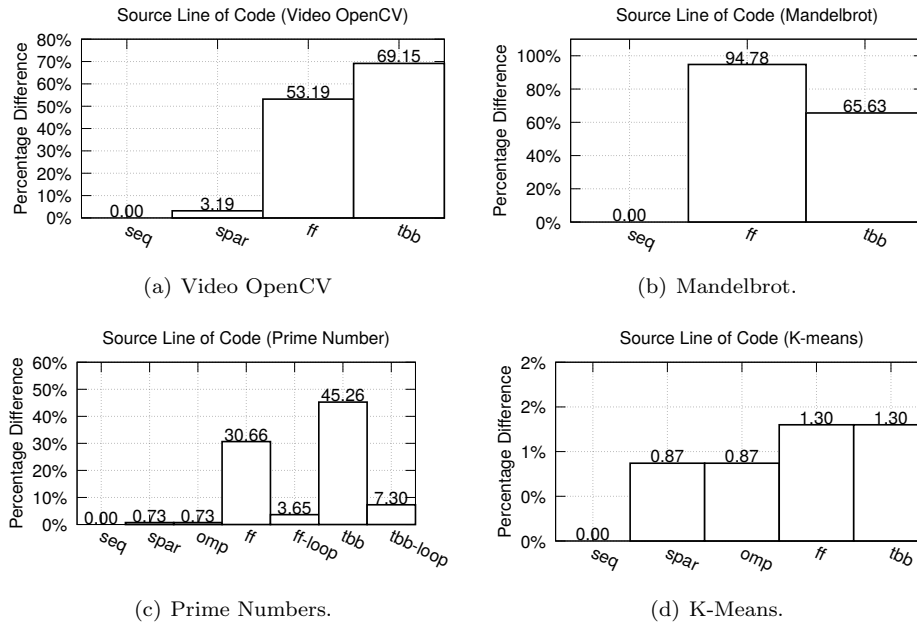 Source Line of Code (Video OpenCV)
Percentage Difference
80%
70%
60%
50%
40%
30%
20%
10%
0%
0.00
3.19
53.19
69.15
seq
spar
ff
tbb
(a) Video OpenCV
Source Line of Code (Mandelbrot)
Percentage Difference
100%
80%
60%
40%
20%
0%
0.00
94.78
65.63
seq
ff
tbb
(b) Mandelbrot.
Source Line of Code (Prime Number)
Percentage Difference
60%
50%
40%
30%
20%
10%
0%
0.00
0.73
0.73
30.66
3.65
45.26
7.30
seq
spar
omp
ff
ff-loop
tbb
tbb-loop
(c) Prime Numbers.
Source Line of Code (K-means)
Percentage Difference
2%
2%
1%
0%
1%
0.00
0.87
0.87
1.30
1.30
seq
spar
omp
ff
tbb
(d) K-Means.